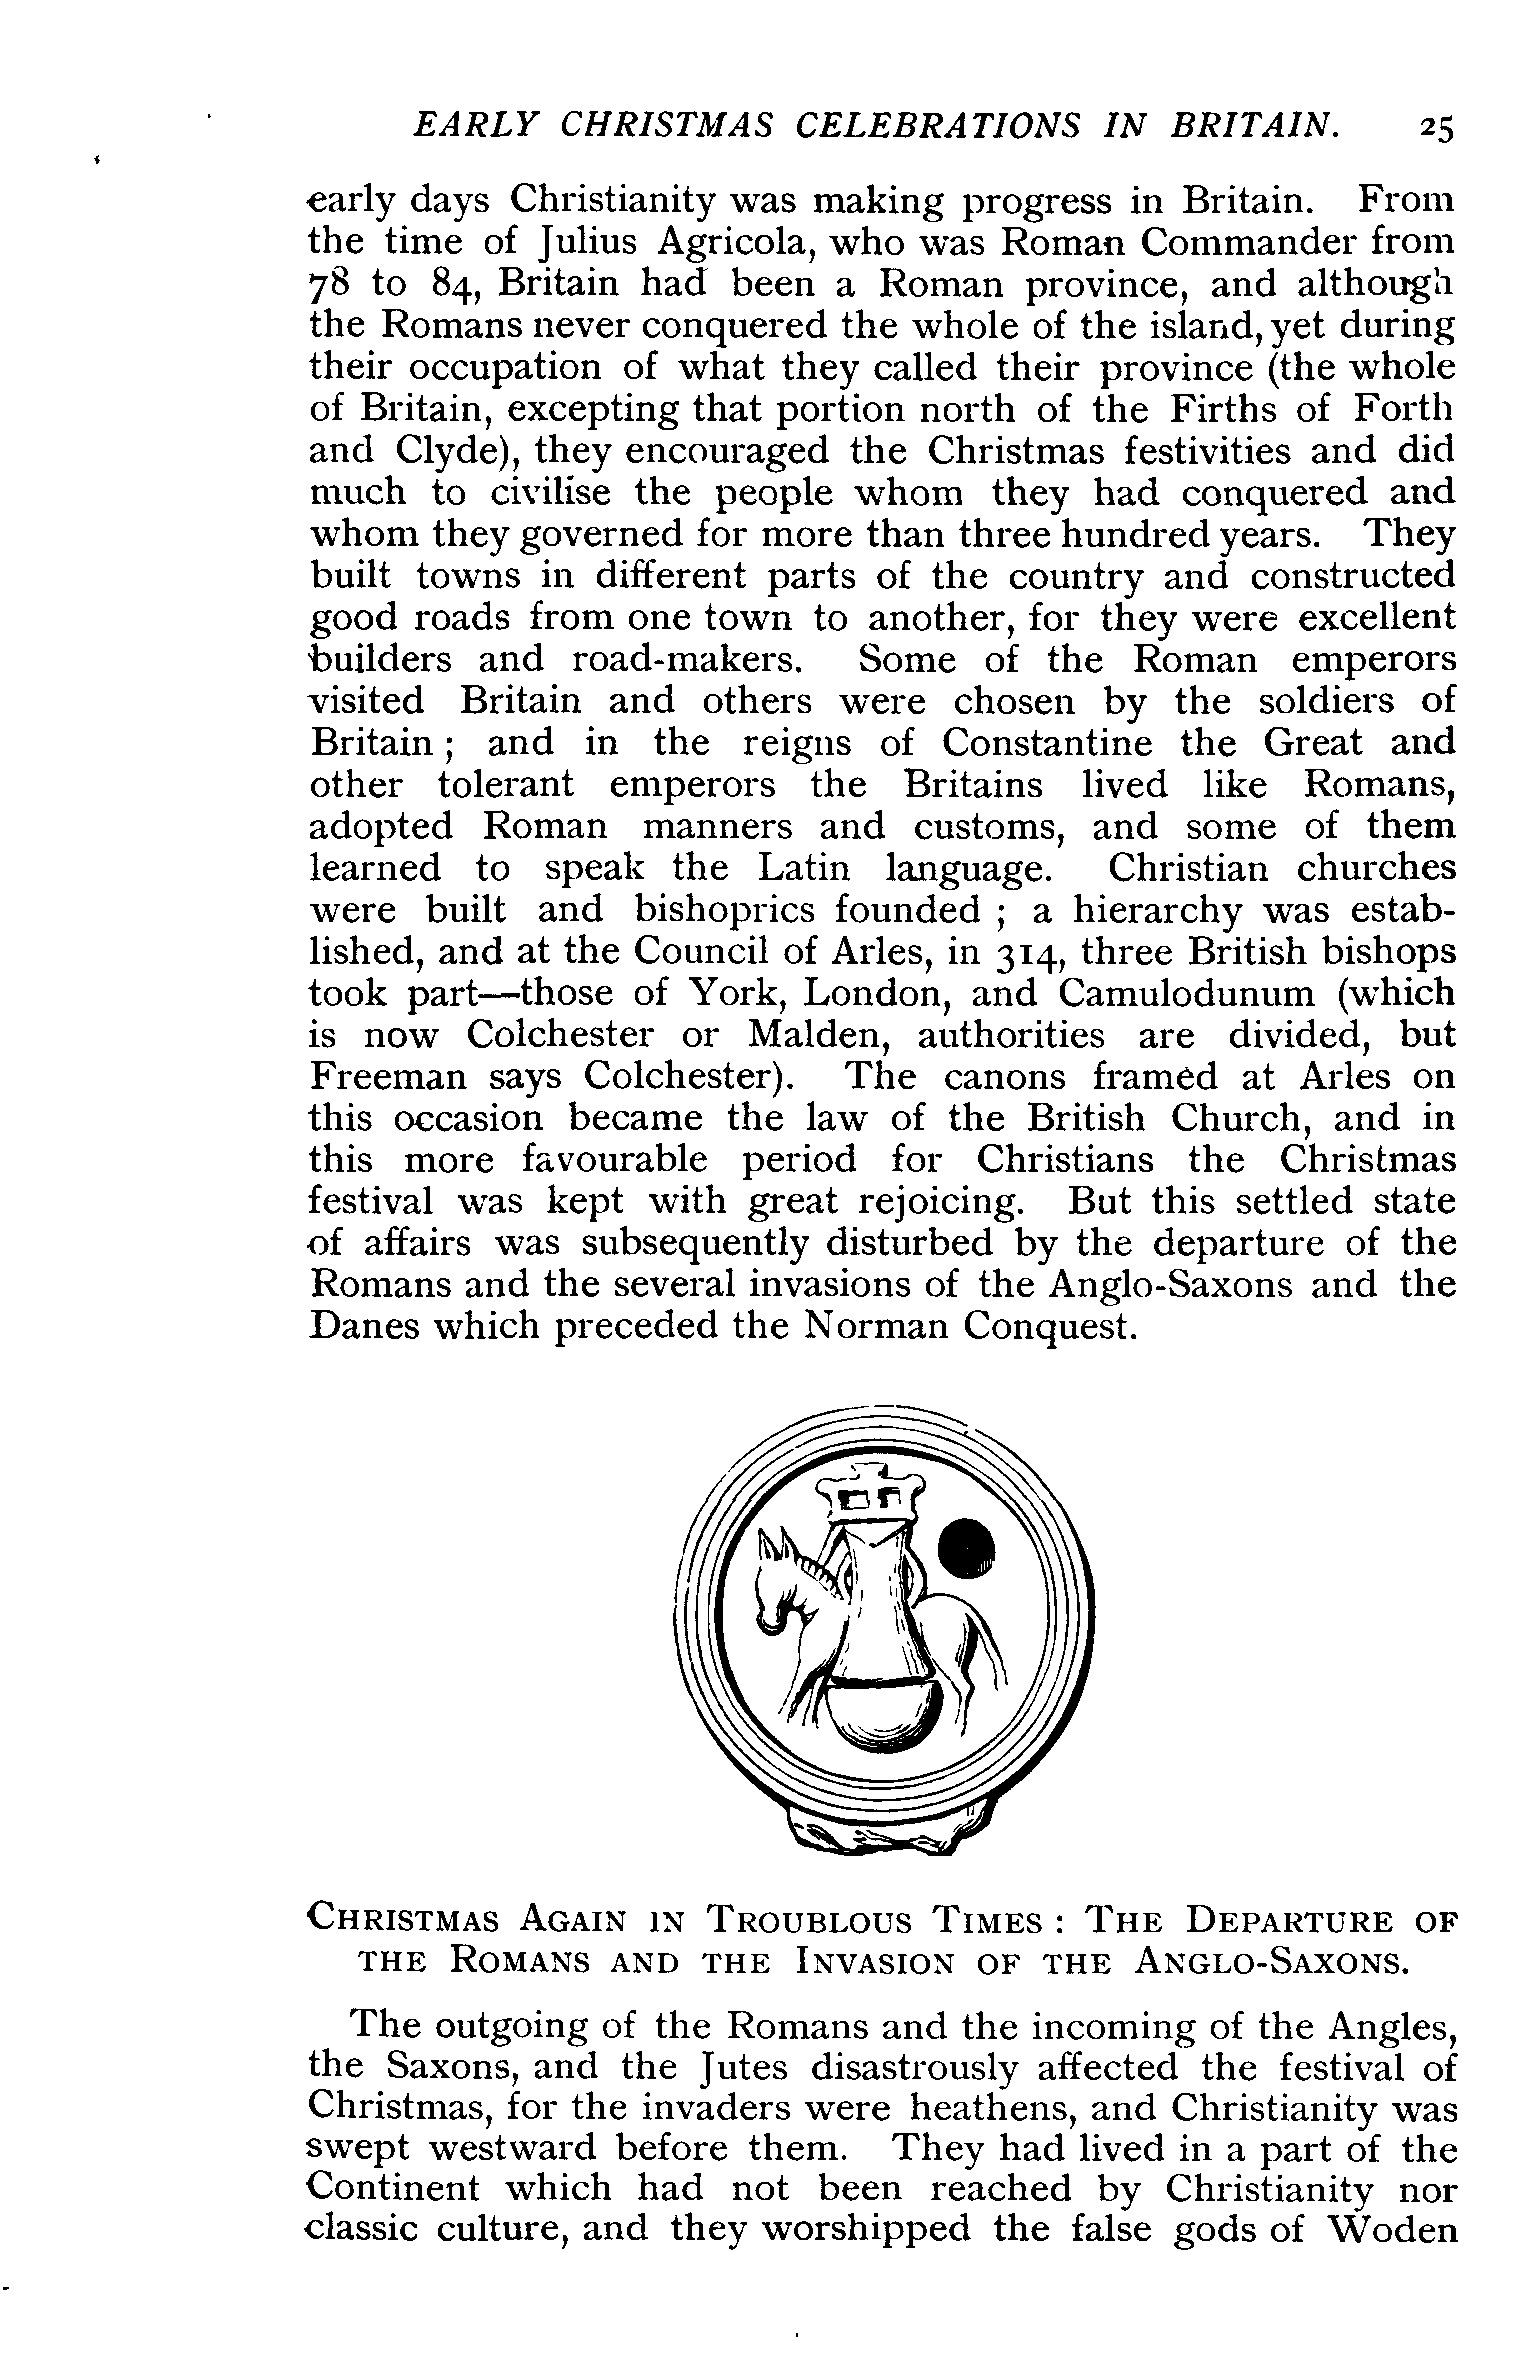 EARLY CHRISTMAS CELEBRATIONS IN BRITAIN. 25
early days Christianity was making progress in Britain. From
the time of Julius Agricola, who was Roman Commander from
78 to 84, Britain had been a Roman province, and although
the Romans never conquered the whole of the island, yet during
their occupation of what they called their province (the whole
of Britain, excepting that portion north of the Firths of Forth
and Clyde), they encouraged the Christmas festivities and did
much to civilise the people whom they had conquered and
whom they governed for more than three hundred years. They
built towns in different parts of the country and constructed
good roads from one town to another, for they were excellent
builders and road-makers. Some of the Roman emperors
visited Britain and others were chosen by the soldiers of
Britain ; and in the reigns of Constantine the Great and
other tolerant emperors the Britains lived like Romans,
adopted Roman manners and customs, and some of them
learned to speak the Latin language. Christian churches
were built and bishoprics founded ; a hierarchy was estab-
lished, and at the Council of Arles, in 314, three British bishops
took part—those of York, London, and Camulodunum (which
is now Colchester or Malden, authorities are divided, but
Freeman says Colchester). The canons framed at Arles on
this occasion became the law of the British Church, and in
this more favourable period for Christians the Christmas
festival was kept with great rejoicing. But this settled state
of affairs was subsequently disturbed by the departure of the
Romans and the several invasions of the Anglo-Saxons and the
Danes which preceded the Norman Conquest.
CHRISTMAS AGAIN IN TROUBLOUS TIMES : THE DEPARTURE OF
THE ROMANS AND THE INVASION OF THE ANGLO-SAXONS.
The outgoing of the Romans and the incoming of the Angles,
the Saxons, and the Jutes disastrously affected the festival of
Christmas, for the invaders were heathens, and Christianity was
swept westward before them. They had lived in a part of the
Continent which had not been reached by Christianity nor
classic culture, and they worshipped the false gods of Woden